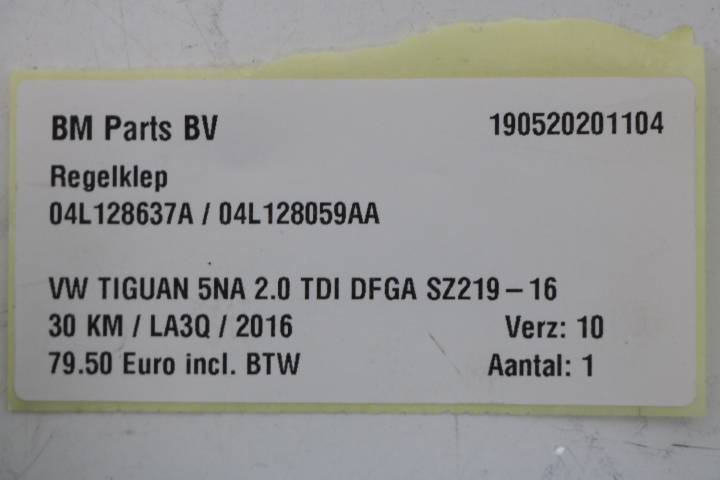 BM Parts BV 190520201104
Regelklep
04L128637A / 04L128059AA
VW TIGUAN 5NA 2.0 TDI DFGA SZ219-16
30 KM / LA3Q / 2016 Verz: 10
79.50 Euro incl. BTW Aantal: 1